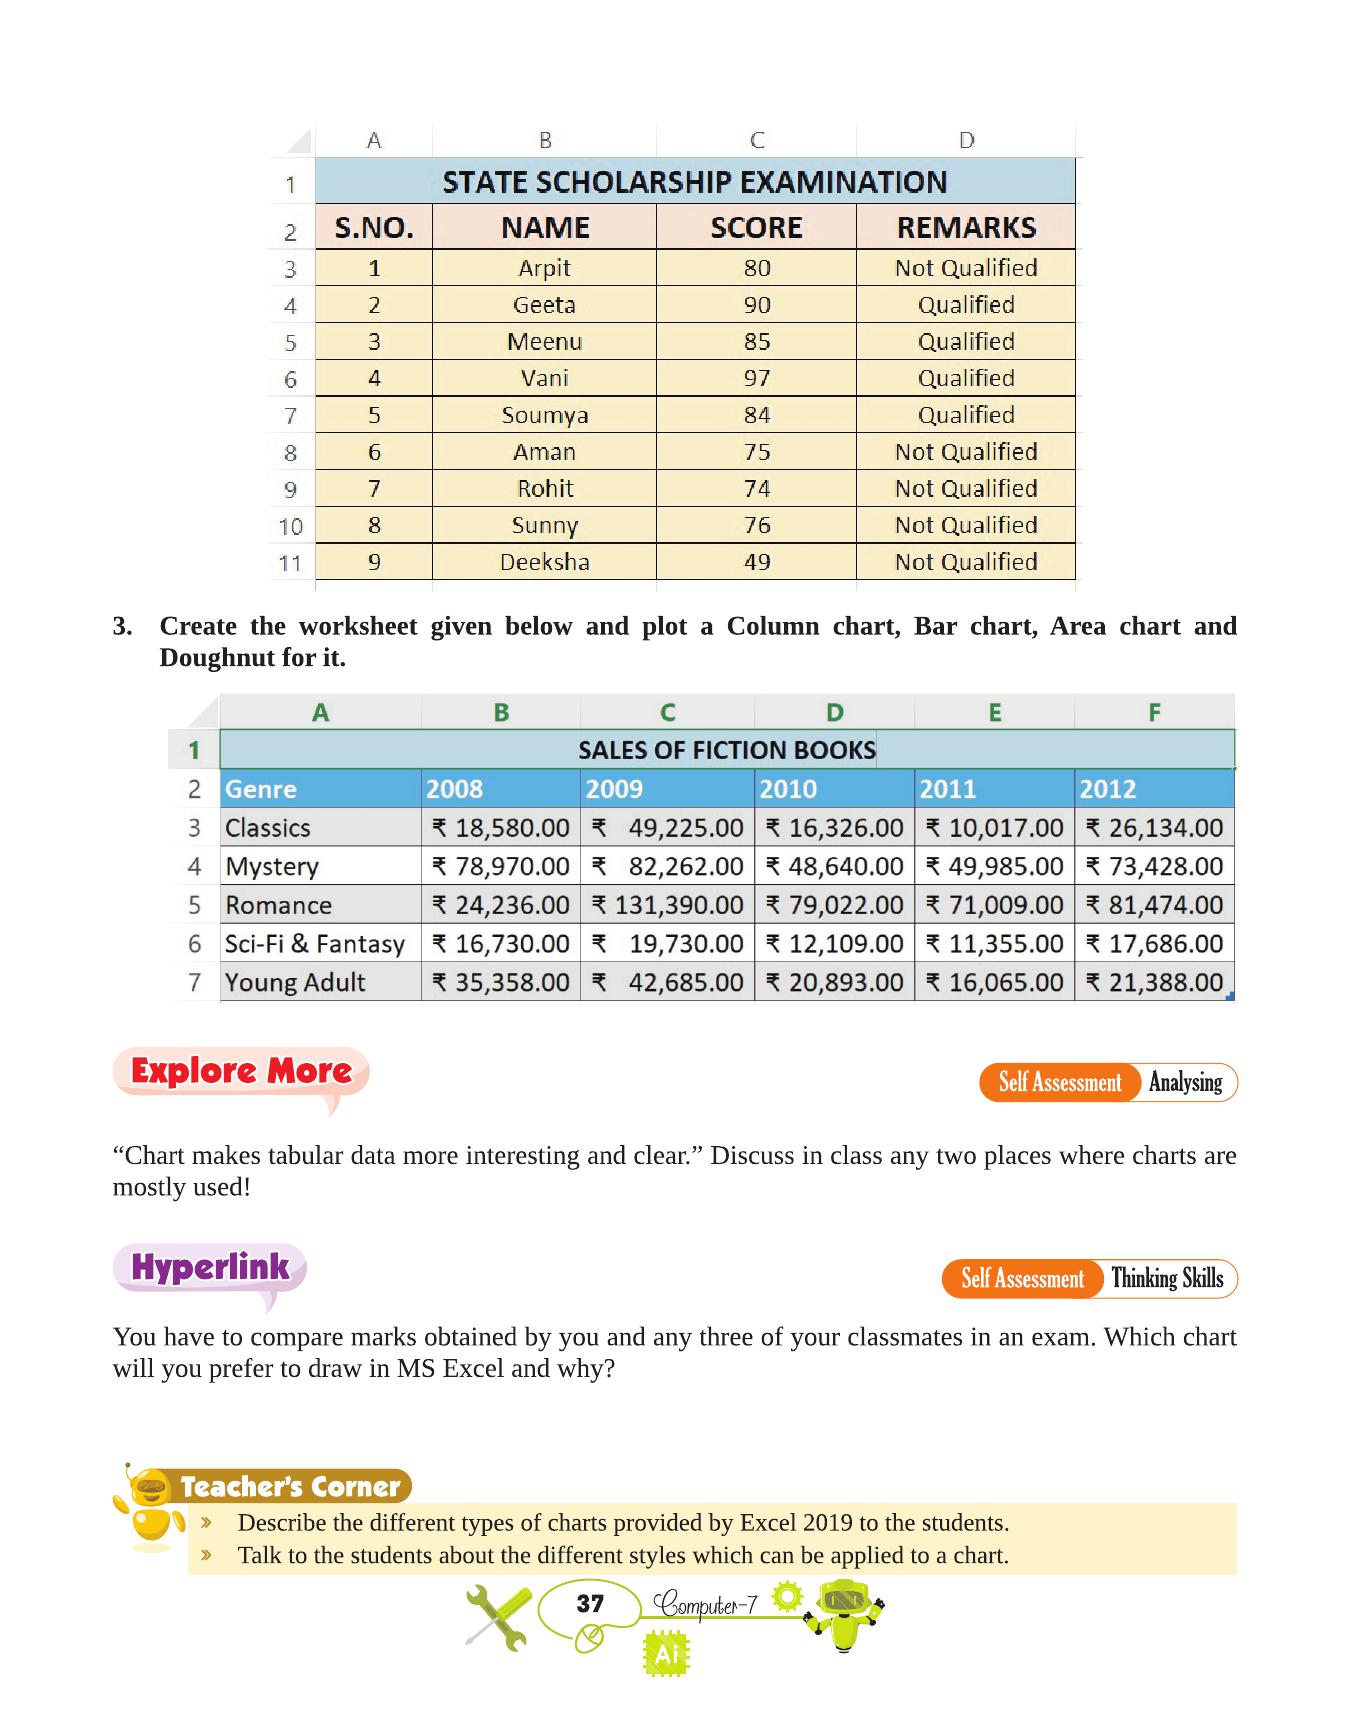 A B C D
1 STATE SCHOLARSHIP EXAMINATION
2 S.NO. NAME SCORE REMARKS
3 1 Arpit 80 Not Qualified
4 2 Geeta 90 Qualified
5 3 Meenu 85 Qualified
6 4 Vani 97 Qualified
7 5 Soumya 84 Qualified
8 6 Aman 75 Not Qualified
9 7 Rohit 74 Not Qualified
10 8 Sunny 76 Not Qualified
11 9 Deeksha 49 Not Qualified
3. Create the worksheet given below and plot a Column chart, Bar chart, Area chart and
Doughnut for it.
A B C D E F
1 SALES OF FICTION BOOKS
2 Genre 2008 2009 2010 2011 2012
3 Classics ₹ 18,580.00 ₹ 49,225.00 ₹ 16,326.00 ₹ 10,017.00 ₹ 26,134.00
4 Mystery ₹ 78,970.00 ₹ 82,262.00 ₹ 48,640.00 ₹ 49,985.00 ₹ 73,428.00
5 Romance ₹ 24,236.00 ₹ 131,390.00 ₹ 79,022.00 ₹ 71,009.00 ₹ 81,474.00
6 Sci-Fi & Fantasy ₹ 16,730.00 ₹ 19,730.00 ₹ 12,109.00 ₹ 11,355.00 ₹ 17,686.00
7 Young Adult ₹ 35,358.00 ₹ 42,685.00 ₹ 20,893.00 ₹ 16,065.00 ₹ 21,388.00
Explore More
Self Assessment Analysing
“Chart makes tabular data more interesting and clear.” Discuss in class any two places where charts are
mostly used!
Hyperlink
Self Assessment Thinking Skills
You have to compare marks obtained by you and any three of your classmates in an exam. Which chart
will you prefer to draw in MS Excel and why?
Teacher's Corner
» Describe the different types of charts provided by Excel 2019 to the students.
» Talk to the students about the different styles which can be applied to a chart.
37 Computer-7
Ai